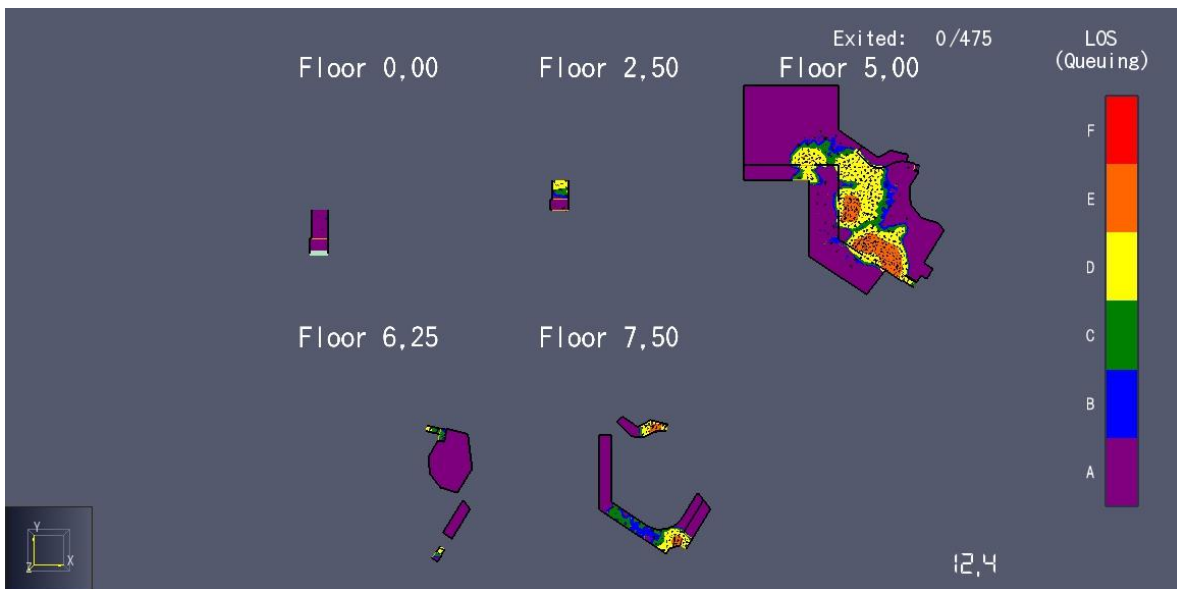 Exited: 0/475
LOS
(Queuing)
Floor 0,00
Floor 2,50
Floor 5,00
F
E
D
C
B
A
Floor 6,25
Floor 7,50
Y
Z
X
12,4